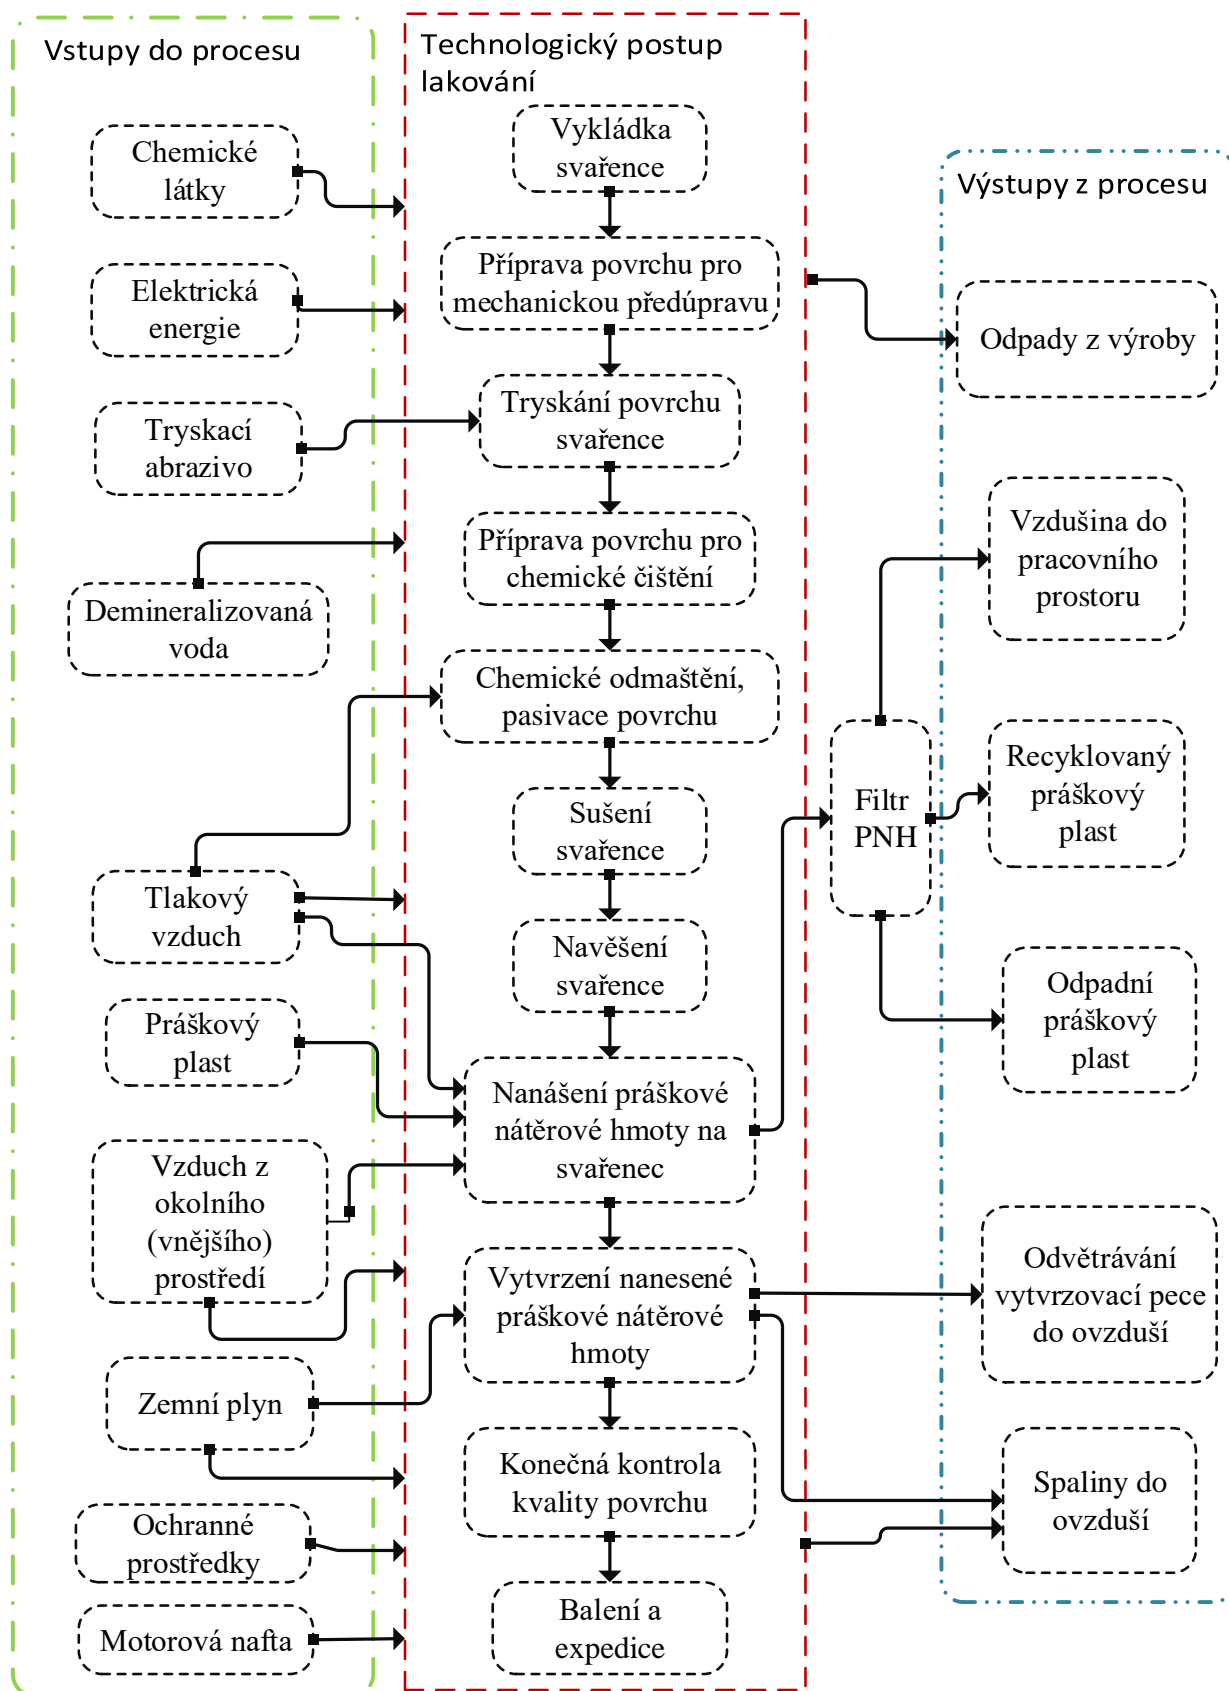 Vstupy do procesu
Chemické
látky
Elektrická
energie
Tryskací
abrazivo
Demineralizovaná
voda
Tlakový
vzduch
Práškový
plast
Vzduch z
okolního
(vnějšího)
prostředí
Zemní plyn
Ochranné
prostředky
Motorová nafta
Technologický postup
lakování
Vykládka
svařence
Příprava povrchu pro
mechanickou předúpravu
Tryskání povrchu
svařence
Příprava povrchu pro
chemické čištění
Chemické odmaštění,
pasivace povrchu
Sušení
svařence
Navěšení
svařence
Nanášení práškové
nátěrové hmoty na
svařenec
Vytvrzení nanesené
práškové nátěrové
hmoty
Konečná kontrola
kvality povrchu
Balení a
expedice
Filtr
PNH
Výstupy z procesu
Odpady z výroby
Vzdušina do
pracovního
prostoru
Recyklovaný
práškový
plast
Odpadní
práškový
plast
Odvětrávání
vytvrzovací pece
do ovzduší
Spaliny do
ovzduší